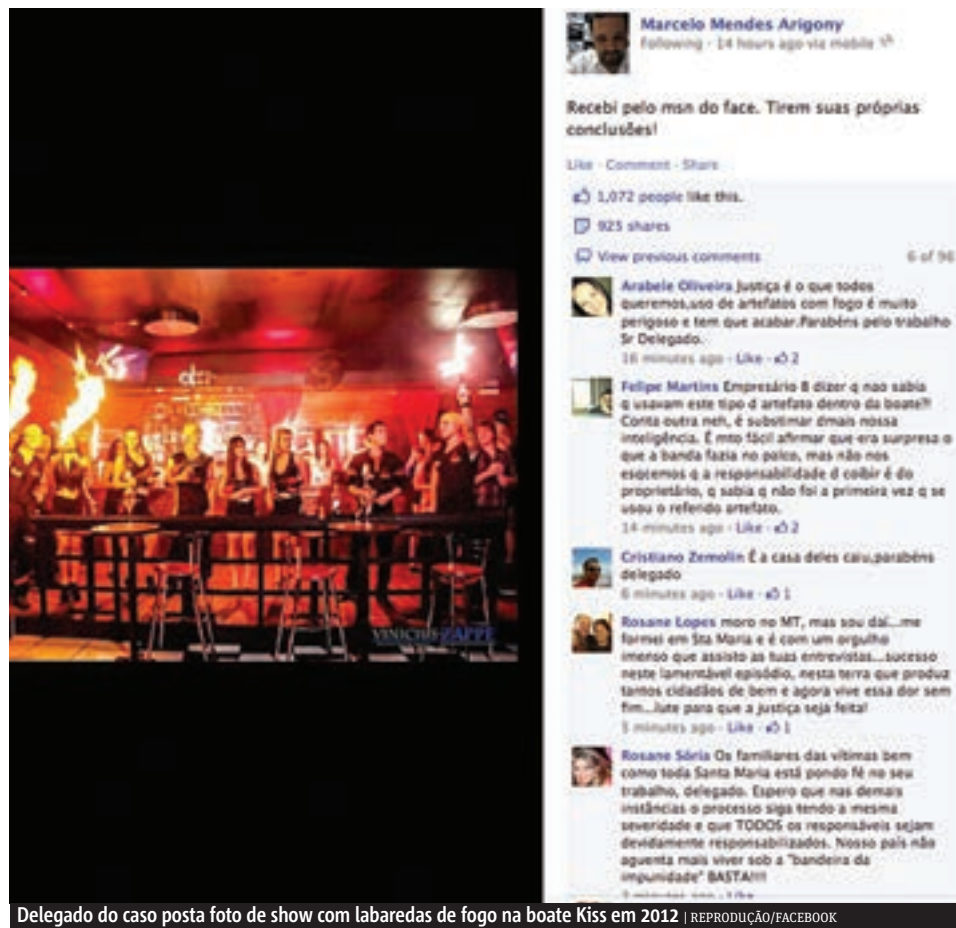 Marcelo Mendes Arigony
Following · 14 hours ago via mobile
Recebi pelo msn do face. Tirem suas próprias
conclusões!
Like · Comment · Share
1,072 people like this.
925 shares
View previous comments
6 of 96
Arabele Oliveira Justiça é o que todos
queremos,uso de artefatos com fogo é muito
perigoso e tem que acabar.Parabéns pelo trabalho
Sr Delegado.
16 minutes ago · Like · 2
Felipe Martins Empresário 8 dizer q nao sabia
q usavam este tipo d artefato dentro da boate?!
Conta outra neh, é substimar dmais nossa
inteligência. É mto fácil afirmar que era surpresa o
que a banda fazia no palco, mas não nos
esqcemos q a responsabilidade d coibir é do
proprietário, q sabia q não foi a primeira vez q se
usou o referido artefato.
14 minutes ago · Like · 2
Cristiano Zemolin É a casa deles caiu,parabéns
delegado
6 minutes ago · Like · 1
Rosane Lopes moro no MT, mas sou daí...me
formei em Sta Maria e é com um orgulho
imenso que assisto as tuas entrevistas...sucesso
neste lamentável episódio, nesta terra que produz
tantos cidadãos de bem e agora vive essa dor sem
fim...lute para que a justiça seja feita!
5 minutes ago · Like · 1
Rosane Sória Os familiares das vítimas bem
como toda Santa Maria está pondo fé no seu
trabalho, delegado. Espero que nas demais
instâncias o processo siga tendo a mesma
severidade e que TODOS os responsáveis sejam
devidamente responsabilizados. Nosso país não
aguenta mais viver sob a "bandeira da
impunidade" BASTA!!!!
minutes ago · Like
VINICIUS ZAPPE
Delegado do caso posta foto de show com labaredas de fogo na boate Kiss em 2012 | REPRODUÇÃO/FACEBOOK